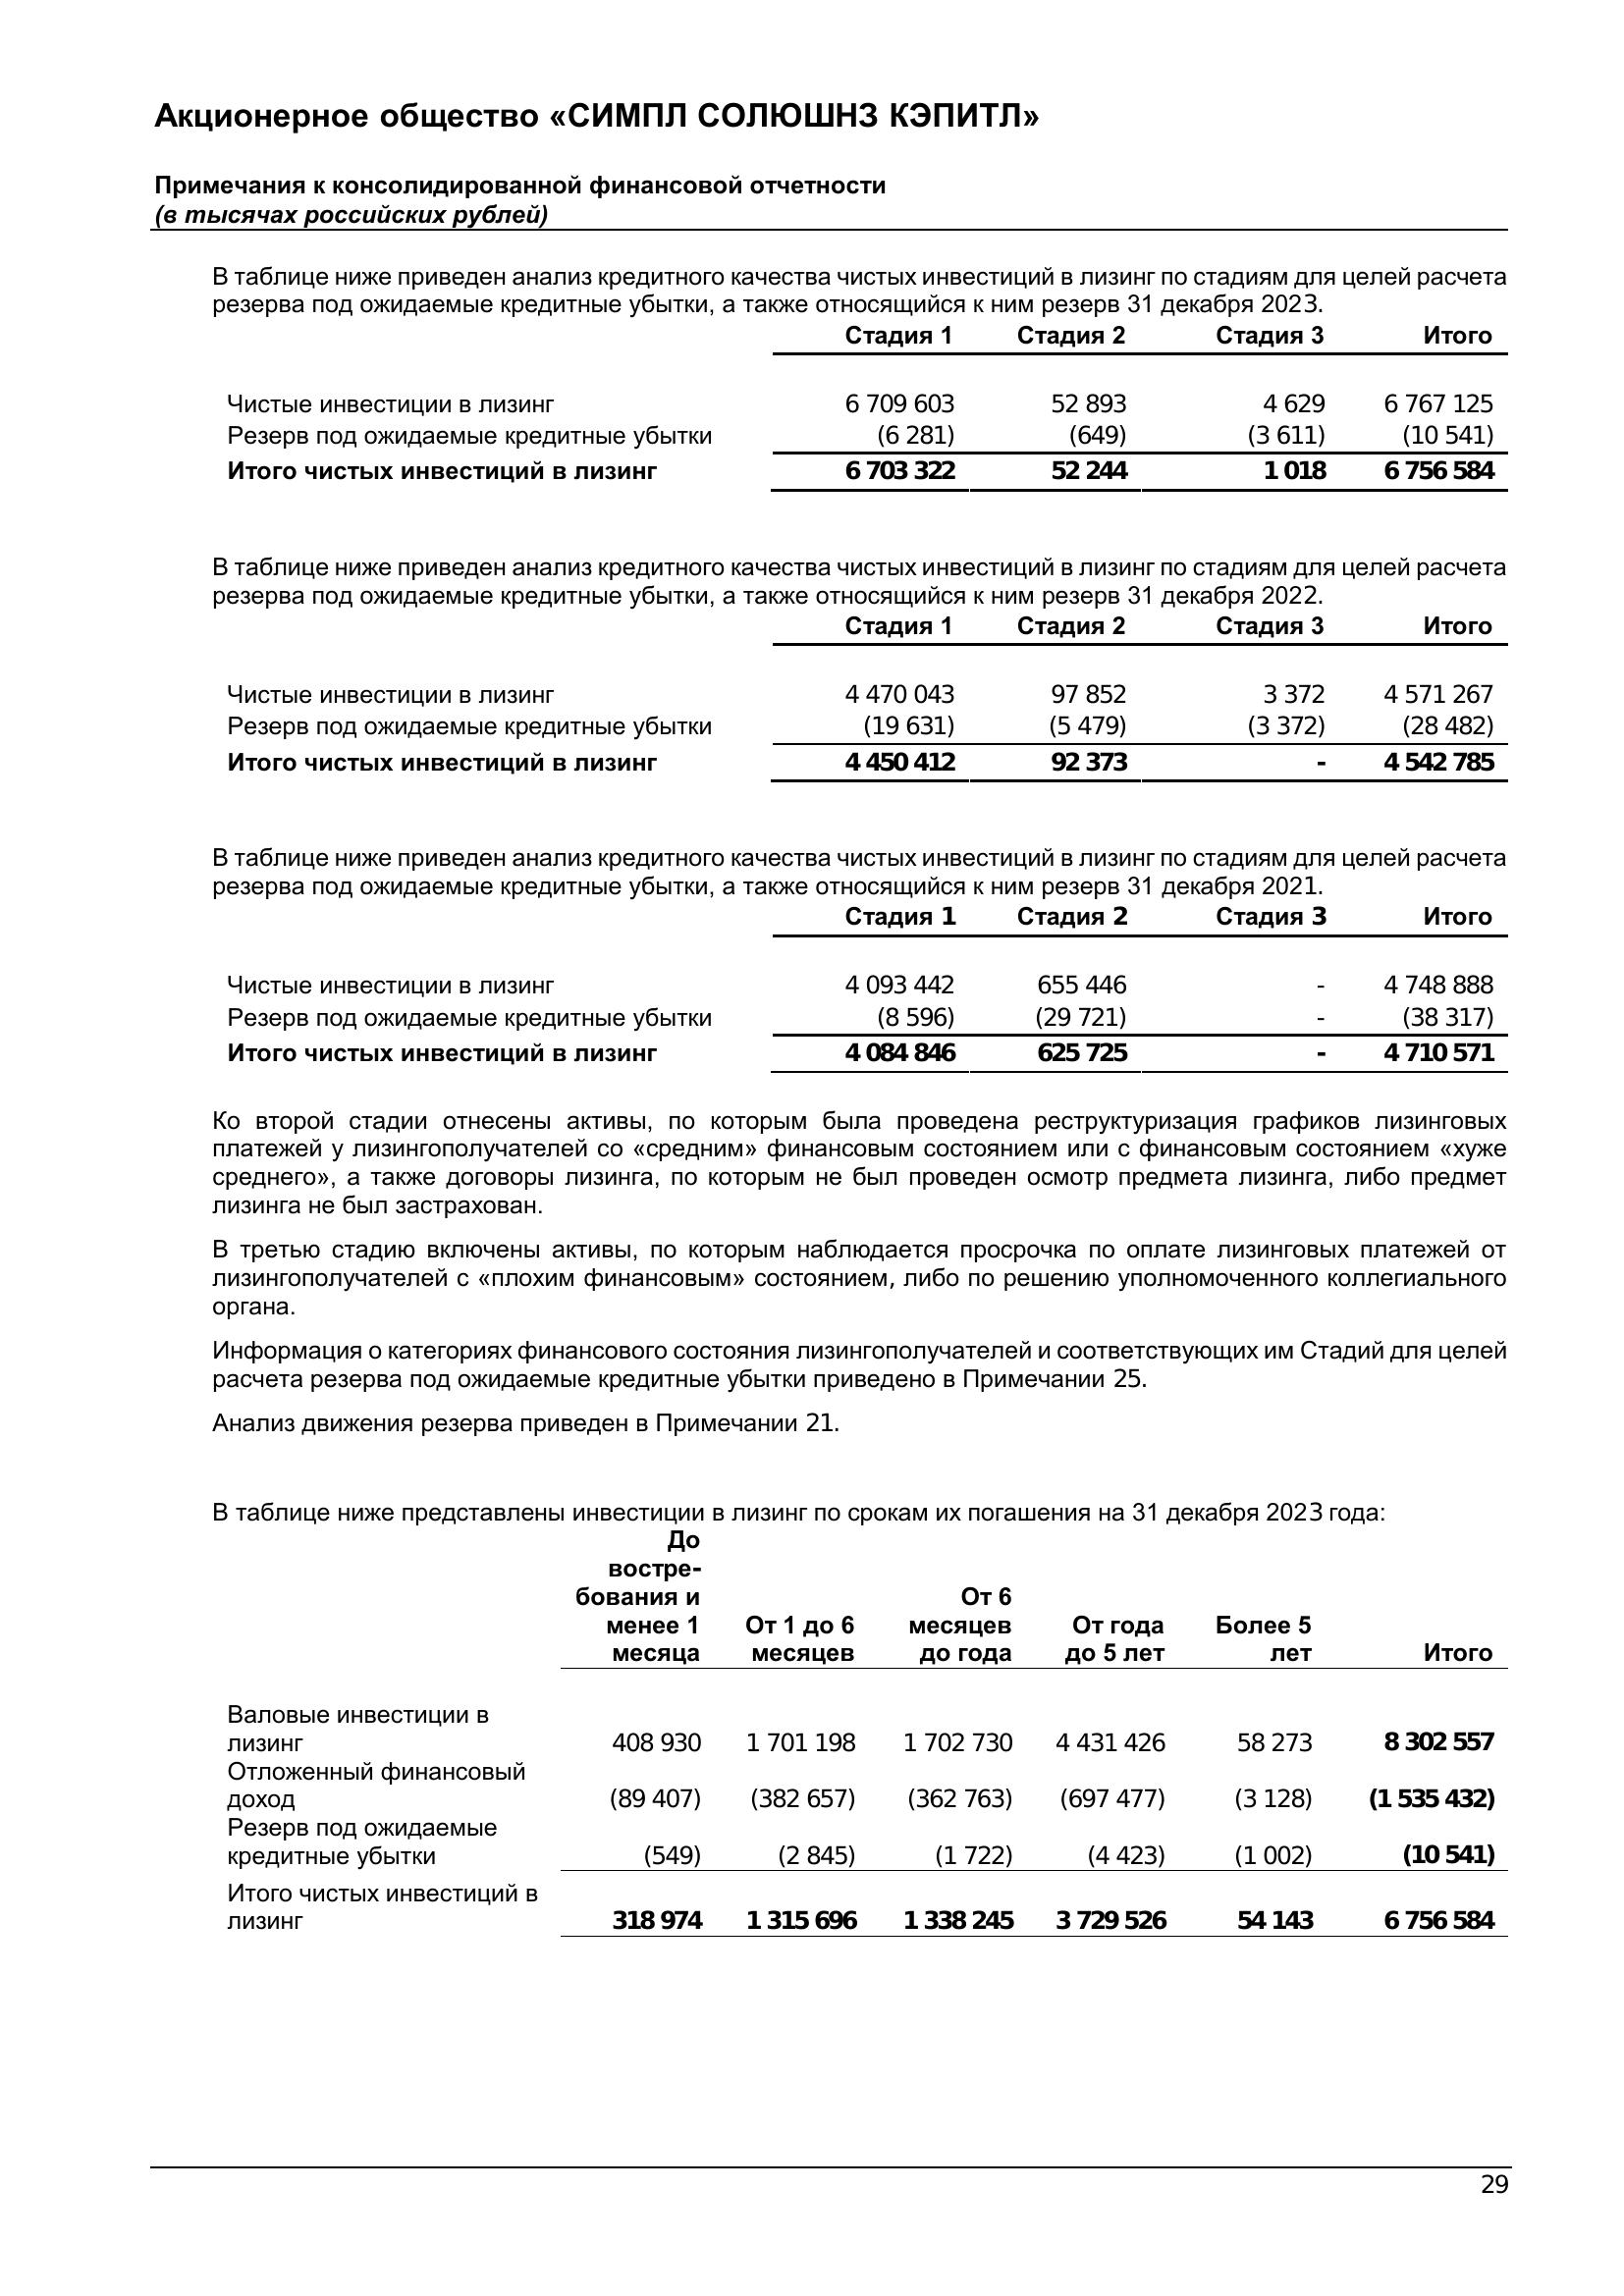 Акционерное общество «СИМПЛ СОЛЮШНЗ КЭПИТЛ»
Примечания к консолидированной финансовой отчетности
(в тысячах российских рублей)
В таблице ниже приведен анализ кредитного качества чистых инвестиций в лизинг по стадиям для целей расчета
резерва под ожидаемые кредитные убытки, а также относящийся к ним резерв 31 декабря 2023.
Стадия 1 Стадия 2 Стадия 3 Итого
Чистые инвестиции в лизинг 6 709 603 52 893 4 629 6 767 125
Резерв под ожидаемые кредитные убытки (6 281) (649) (3 611) (10 541)
Итого чистых инвестиций в лизинг 6 703 322 52 244 1 018 6 756 584
В таблице ниже приведен анализ кредитного качества чистых инвестиций в лизинг по стадиям для целей расчета
резерва под ожидаемые кредитные убытки, а также относящийся к ним резерв 31 декабря 2022.
Стадия 1 Стадия 2 Стадия 3 Итого
Чистые инвестиции в лизинг 4 470 043 97 852 3 372 4 571 267
Резерв под ожидаемые кредитные убытки (19 631) (5 479) (3 372) (28 482)
Итого чистых инвестиций в лизинг 4 450 412 92 373 - 4 542 785
В таблице ниже приведен анализ кредитного качества чистых инвестиций в лизинг по стадиям для целей расчета
резерва под ожидаемые кредитные убытки, а также относящийся к ним резерв 31 декабря 2021.
Стадия 1 Стадия 2 Стадия 3 Итого
Чистые инвестиции в лизинг 4 093 442 655 446 - 4 748 888
Резерв под ожидаемые кредитные убытки (8 596) (29 721) - (38 317)
Итого чистых инвестиций в лизинг 4 084 846 625 725 - 4 710 571
Ко второй стадии отнесены активы, по которым была проведена реструктуризация графиков лизинговых
платежей у лизингополучателей со «средним» финансовым состоянием или с финансовым состоянием «хуже
среднего», а также договоры лизинга, по которым не был проведен осмотр предмета лизинга, либо предмет
лизинга не был застрахован.
В третью стадию включены активы, по которым наблюдается просрочка по оплате лизинговых платежей от
лизингополучателей с «плохим финансовым» состоянием, либо по решению уполномоченного коллегиального
органа.
Информация о категориях финансового состояния лизингополучателей и соответствующих им Стадий для целей
расчета резерва под ожидаемые кредитные убытки приведено в Примечании 25.
Анализ движения резерва приведен в Примечании 21.
В таблице ниже представлены инвестиции в лизинг по срокам их погашения на 31 декабря 2023 года:
До
востре-
бования и От 6
менее 1 От 1 до 6 месяцев От года Более 5
месяца месяцев до года до 5 лет лет Итого
Валовые инвестиции в
лизинг 408 930 1 701 198 1 702 730 4 431 426 58 273 8 302 557
Отложенный финансовый
доход (89 407) (382 657) (362 763) (697 477) (3 128) (1 535 432)
Резерв под ожидаемые
кредитные убытки (549) (2 845) (1 722) (4 423) (1 002) (10 541)
Итого чистых инвестиций в
лизинг 318 974 1 315 696 1 338 245 3 729 526 54 143 6 756 584
29